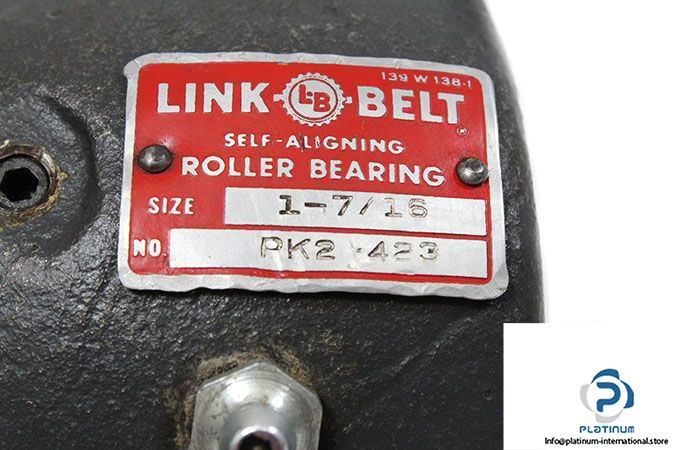 139 W 138-1
LINK-BELT
LB
SELF-ALIGNING
ROLLER BEARING
SIZE 1-7/16
NO. PK2 423
PLATINUM
Info@platinum-international.store